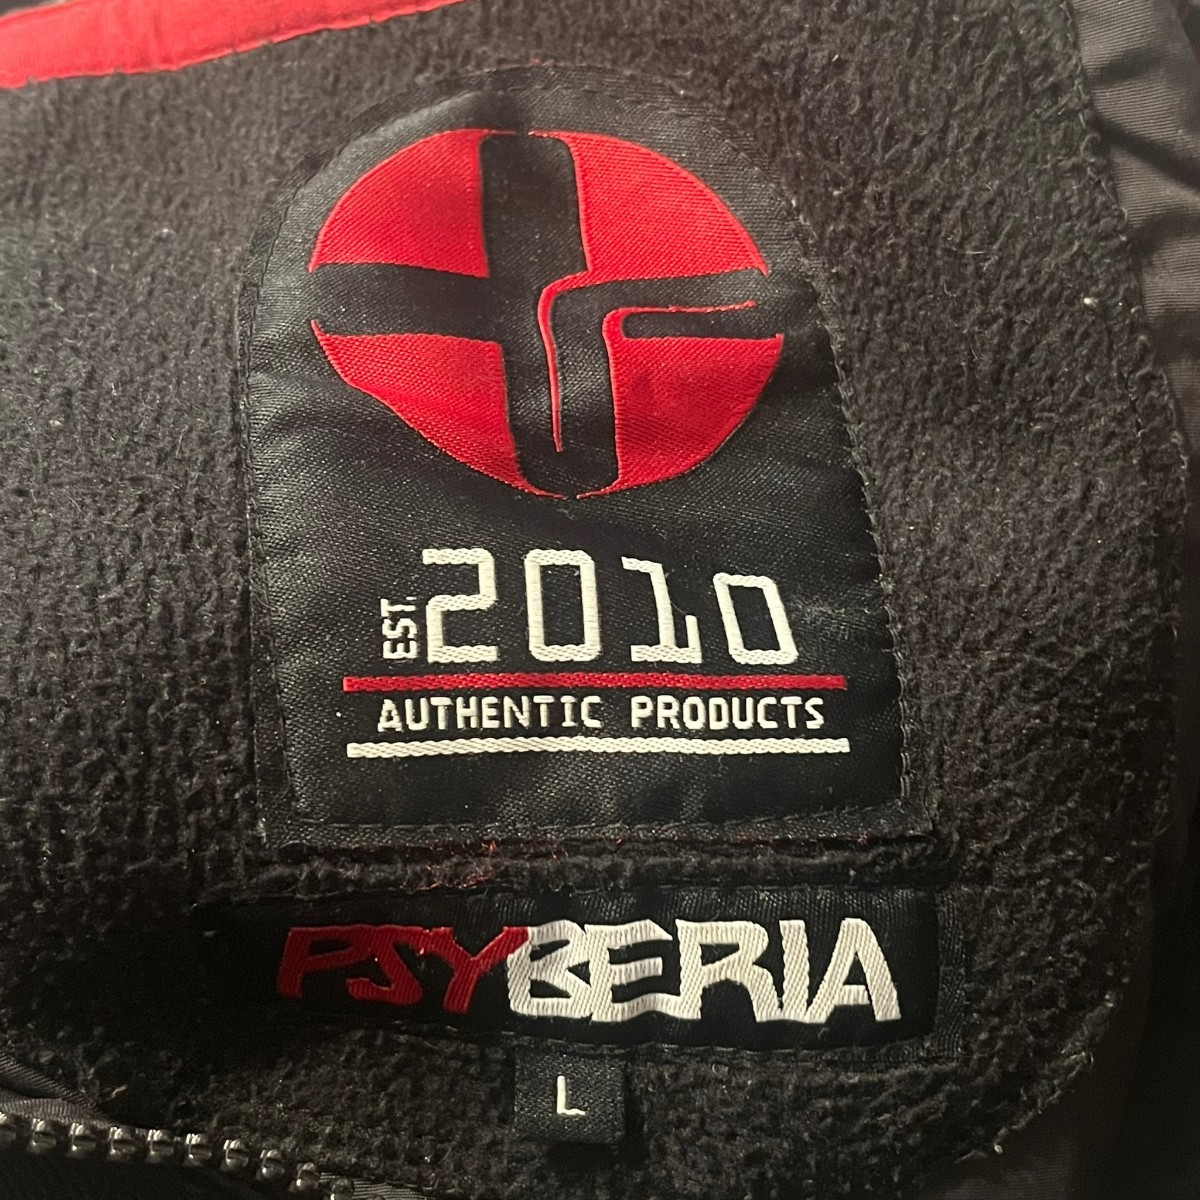 EST. 2010
AUTHENTIC PRODUCTS
PSYBERIA
L